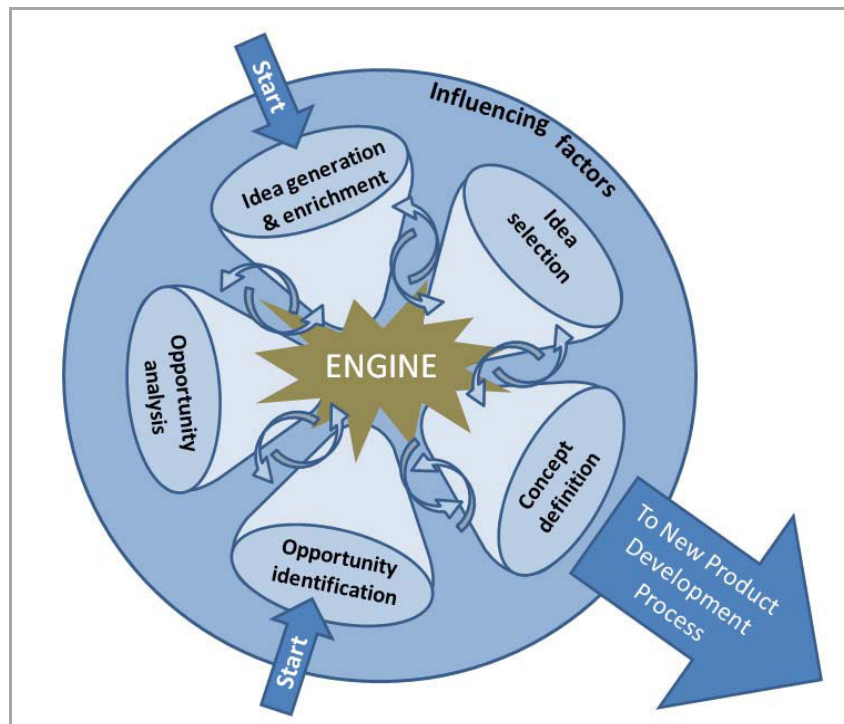 Start
Influencing factors
Idea generation
& enrichment
Idea
selection
ENGINE
Opportunity
analysis
Concept
definition
Opportunity
identification
Start
To New Product
Development
Process